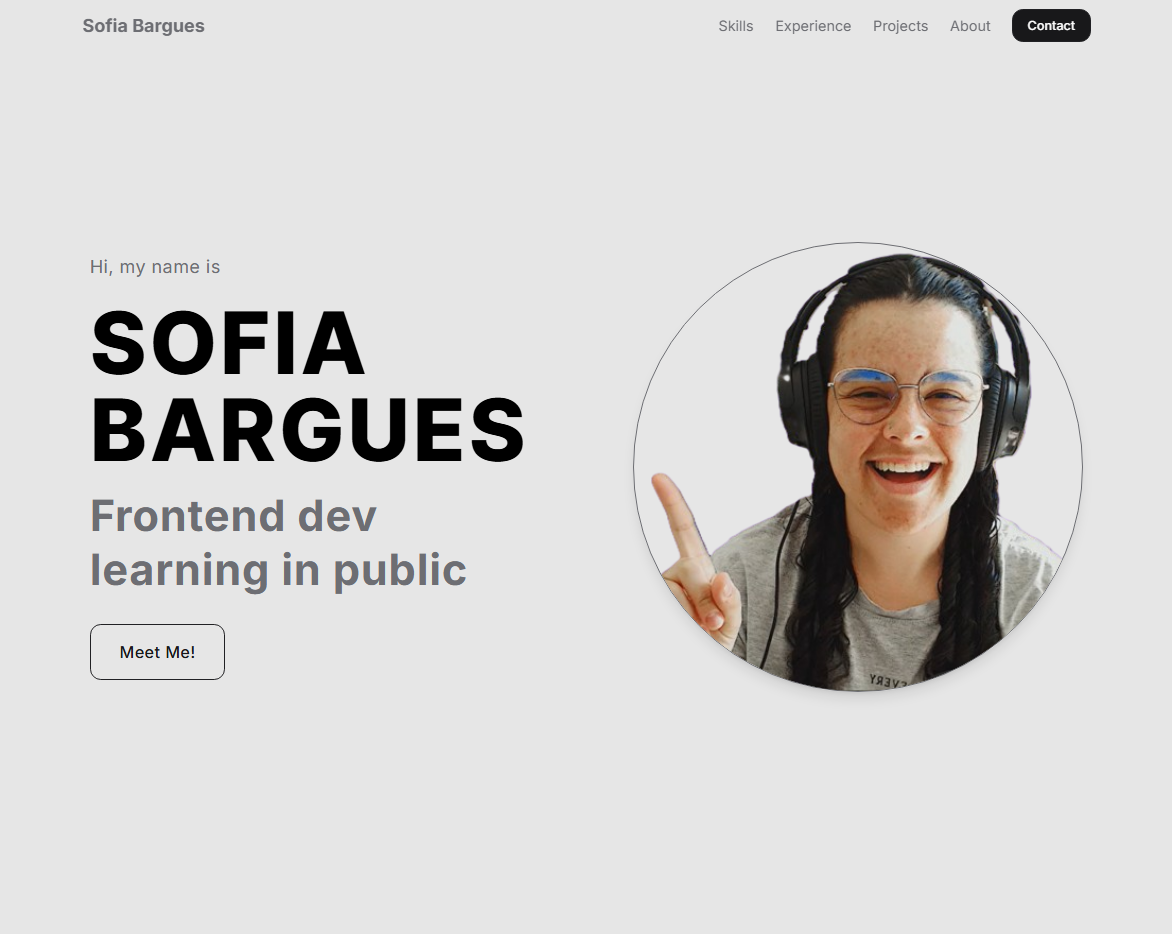 Sofia Bargues
Skills Experience Projects About Contact
Hi, my name is
SOFIA
BARGUES
Frontend dev
learning in public
Meet Me!
EVERY